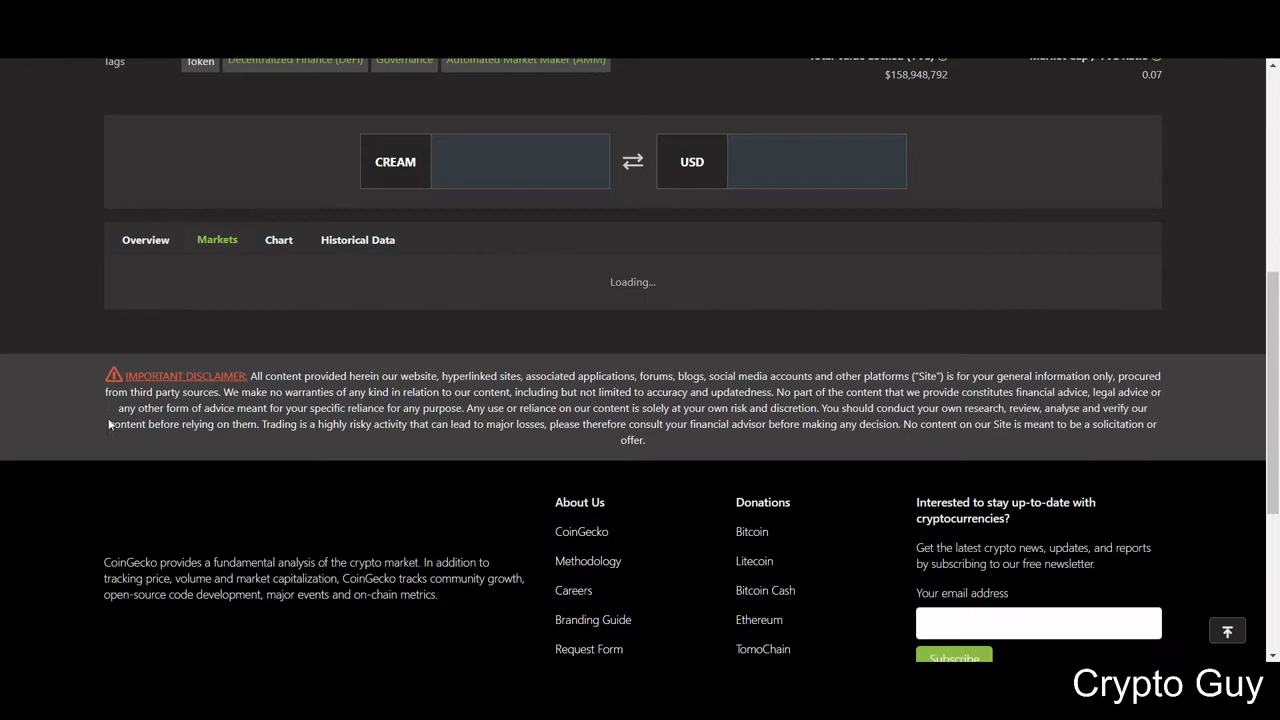 Tags Token Decentralized Finance (DeFi) Governance Automated Market Maker (AMM)
Total Value Locked (TVL) Market Cap / TVL Ratio
$158,948,792 0.07
CREAM USD
Overview Markets Chart Historical Data
Loading...
IMPORTANT DISCLAIMER: All content provided herein our website, hyperlinked sites, associated applications, forums, blogs, social media accounts and other platforms (“Site”) is for your general information only, procured
from third party sources. We make no warranties of any kind in relation to our content, including but not limited to accuracy and updatedness. No part of the content that we provide constitutes financial advice, legal advice or
any other form of advice meant for your specific reliance for any purpose. Any use or reliance on our content is solely at your own risk and discretion. You should conduct your own research, review, analyse and verify our
content before relying on them. Trading is a highly risky activity that can lead to major losses, please therefore consult your financial advisor before making any decision. No content on our Site is meant to be a solicitation or
offer.
CoinGecko provides a fundamental analysis of the crypto market. In addition to
tracking price, volume and market capitalization, CoinGecko tracks community growth,
open-source code development, major events and on-chain metrics.
About Us
CoinGecko
Methodology
Careers
Branding Guide
Request Form
Donations
Bitcoin
Litecoin
Bitcoin Cash
Ethereum
TomoChain
Interested to stay up-to-date with
cryptocurrencies?
Get the latest crypto news, updates, and reports
by subscribing to our free newsletter.
Your email address
Subscribe
Crypto Guy